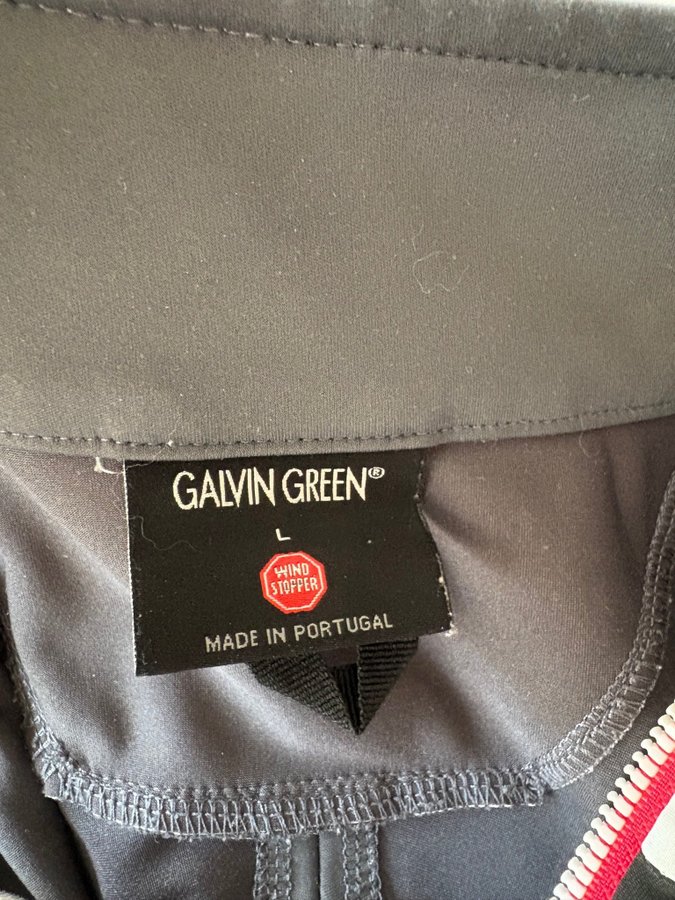 GALVIN GREEN®
L
WIND
STOPPER
MADE IN PORTUGAL